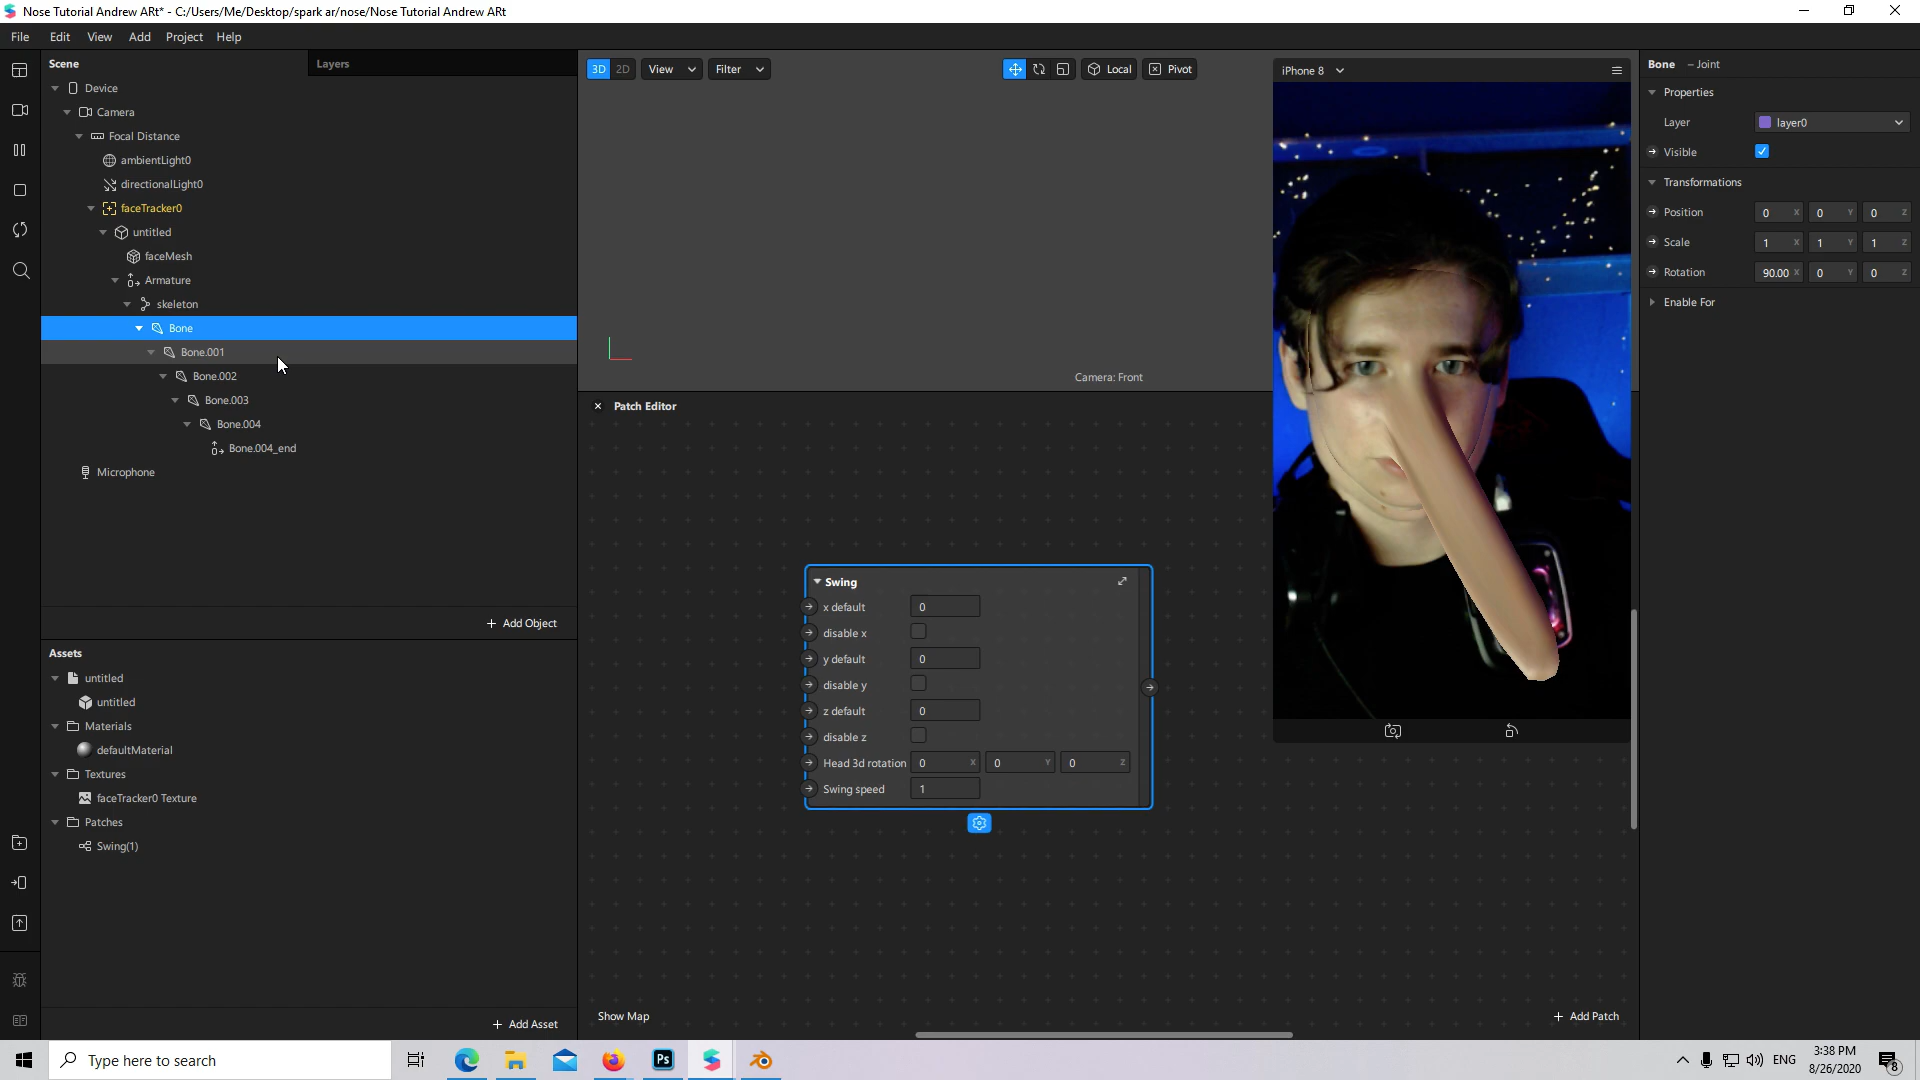 Nose Tutorial Andrew ARt* - C:/Users/Me/Desktop/spark ar/nose/Nose Tutorial Andrew ARt
File Edit View Add Project Help
Scene
Layers
Device
Camera
Focal Distance
ambientLight0
directionalLight0
faceTracker0
untitled
faceMesh
Armature
skeleton
Bone
Bone.001
Bone.002
Bone.003
Bone.004
Bone.004_end
Microphone
+ Add Object
Assets
untitled
untitled
Materials
defaultMaterial
Textures
faceTracker0 Texture
Patches
Swing(1)
+ Add Asset
3D 2D View Filter Local Pivot
Camera: Front
Patch Editor
Swing
x default 0
disable x
y default 0
disable y
z default 0
disable z
Head 3d rotation 0 X 0 Y 0 Z
Swing speed 1
Show Map
+ Add Patch
iPhone 8
Bone – Joint
Properties
Layer layer0
Visible
Transformations
Position 0 X 0 Y 0 Z
Scale 1 X 1 Y 1 Z
Rotation 90.00 X 0 Y 0 Z
Enable For
Type here to search
Ps
ENG
3:38 PM
8/26/2020
8